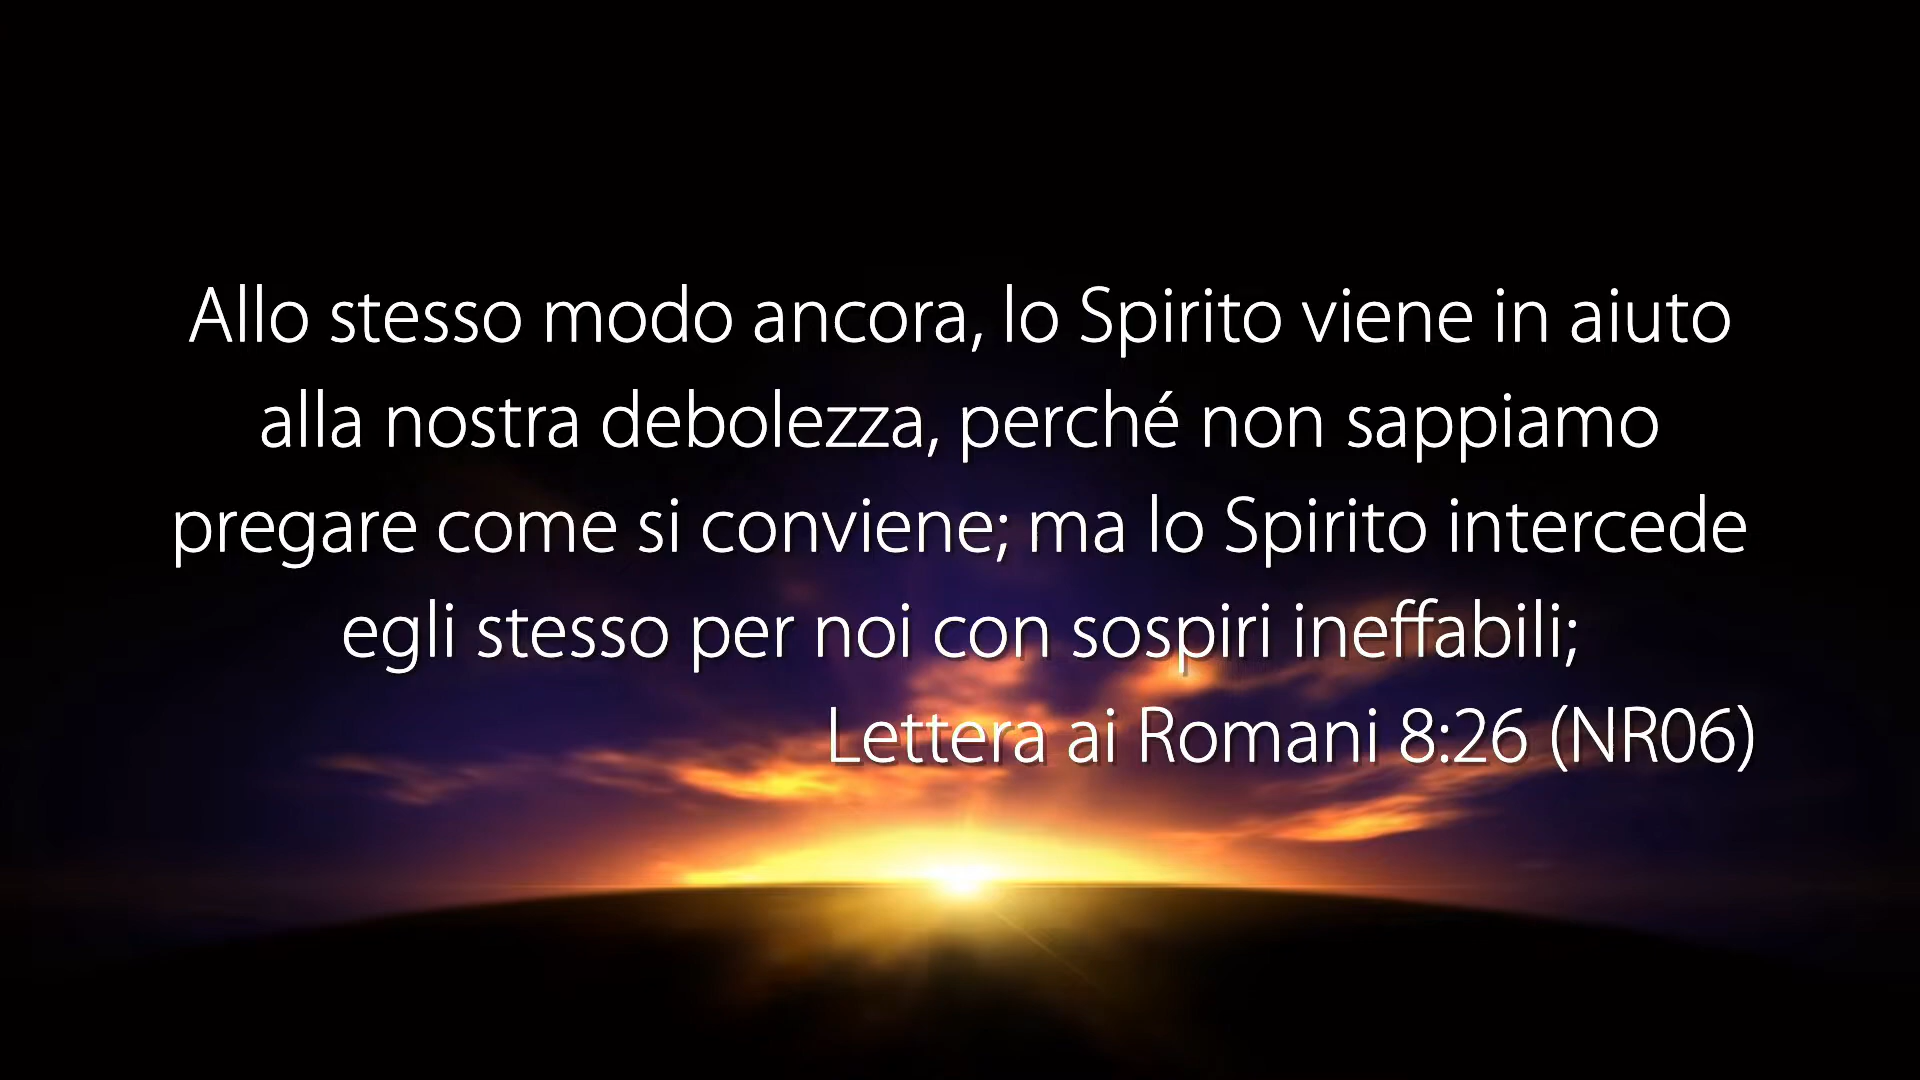 Allo stesso modo ancora, lo Spirito viene in aiuto
alla nostra debolezza, perché non sappiamo
pregare come si conviene; ma lo Spirito intercede
egli stesso per noi con sospiri ineffabili;
Lettera ai Romani 8:26 (NR06)